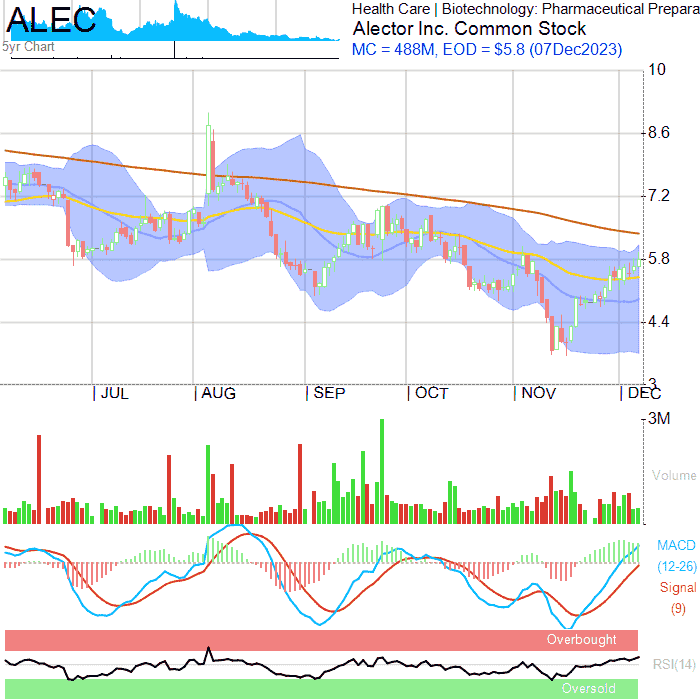 ALEC
5yr Chart
Health Care | Biotechnology: Pharmaceutical Prepara
Alector Inc. Common Stock
MC = 488M, EOD = $5.8 (07Dec2023)
10
8.6
7.2
5.8
4.4
3
JUL AUG SEP OCT NOV DEC
3M
Volume
MACD
(12-26)
Signal
(9)
Overbought
RSI(14)
Oversold